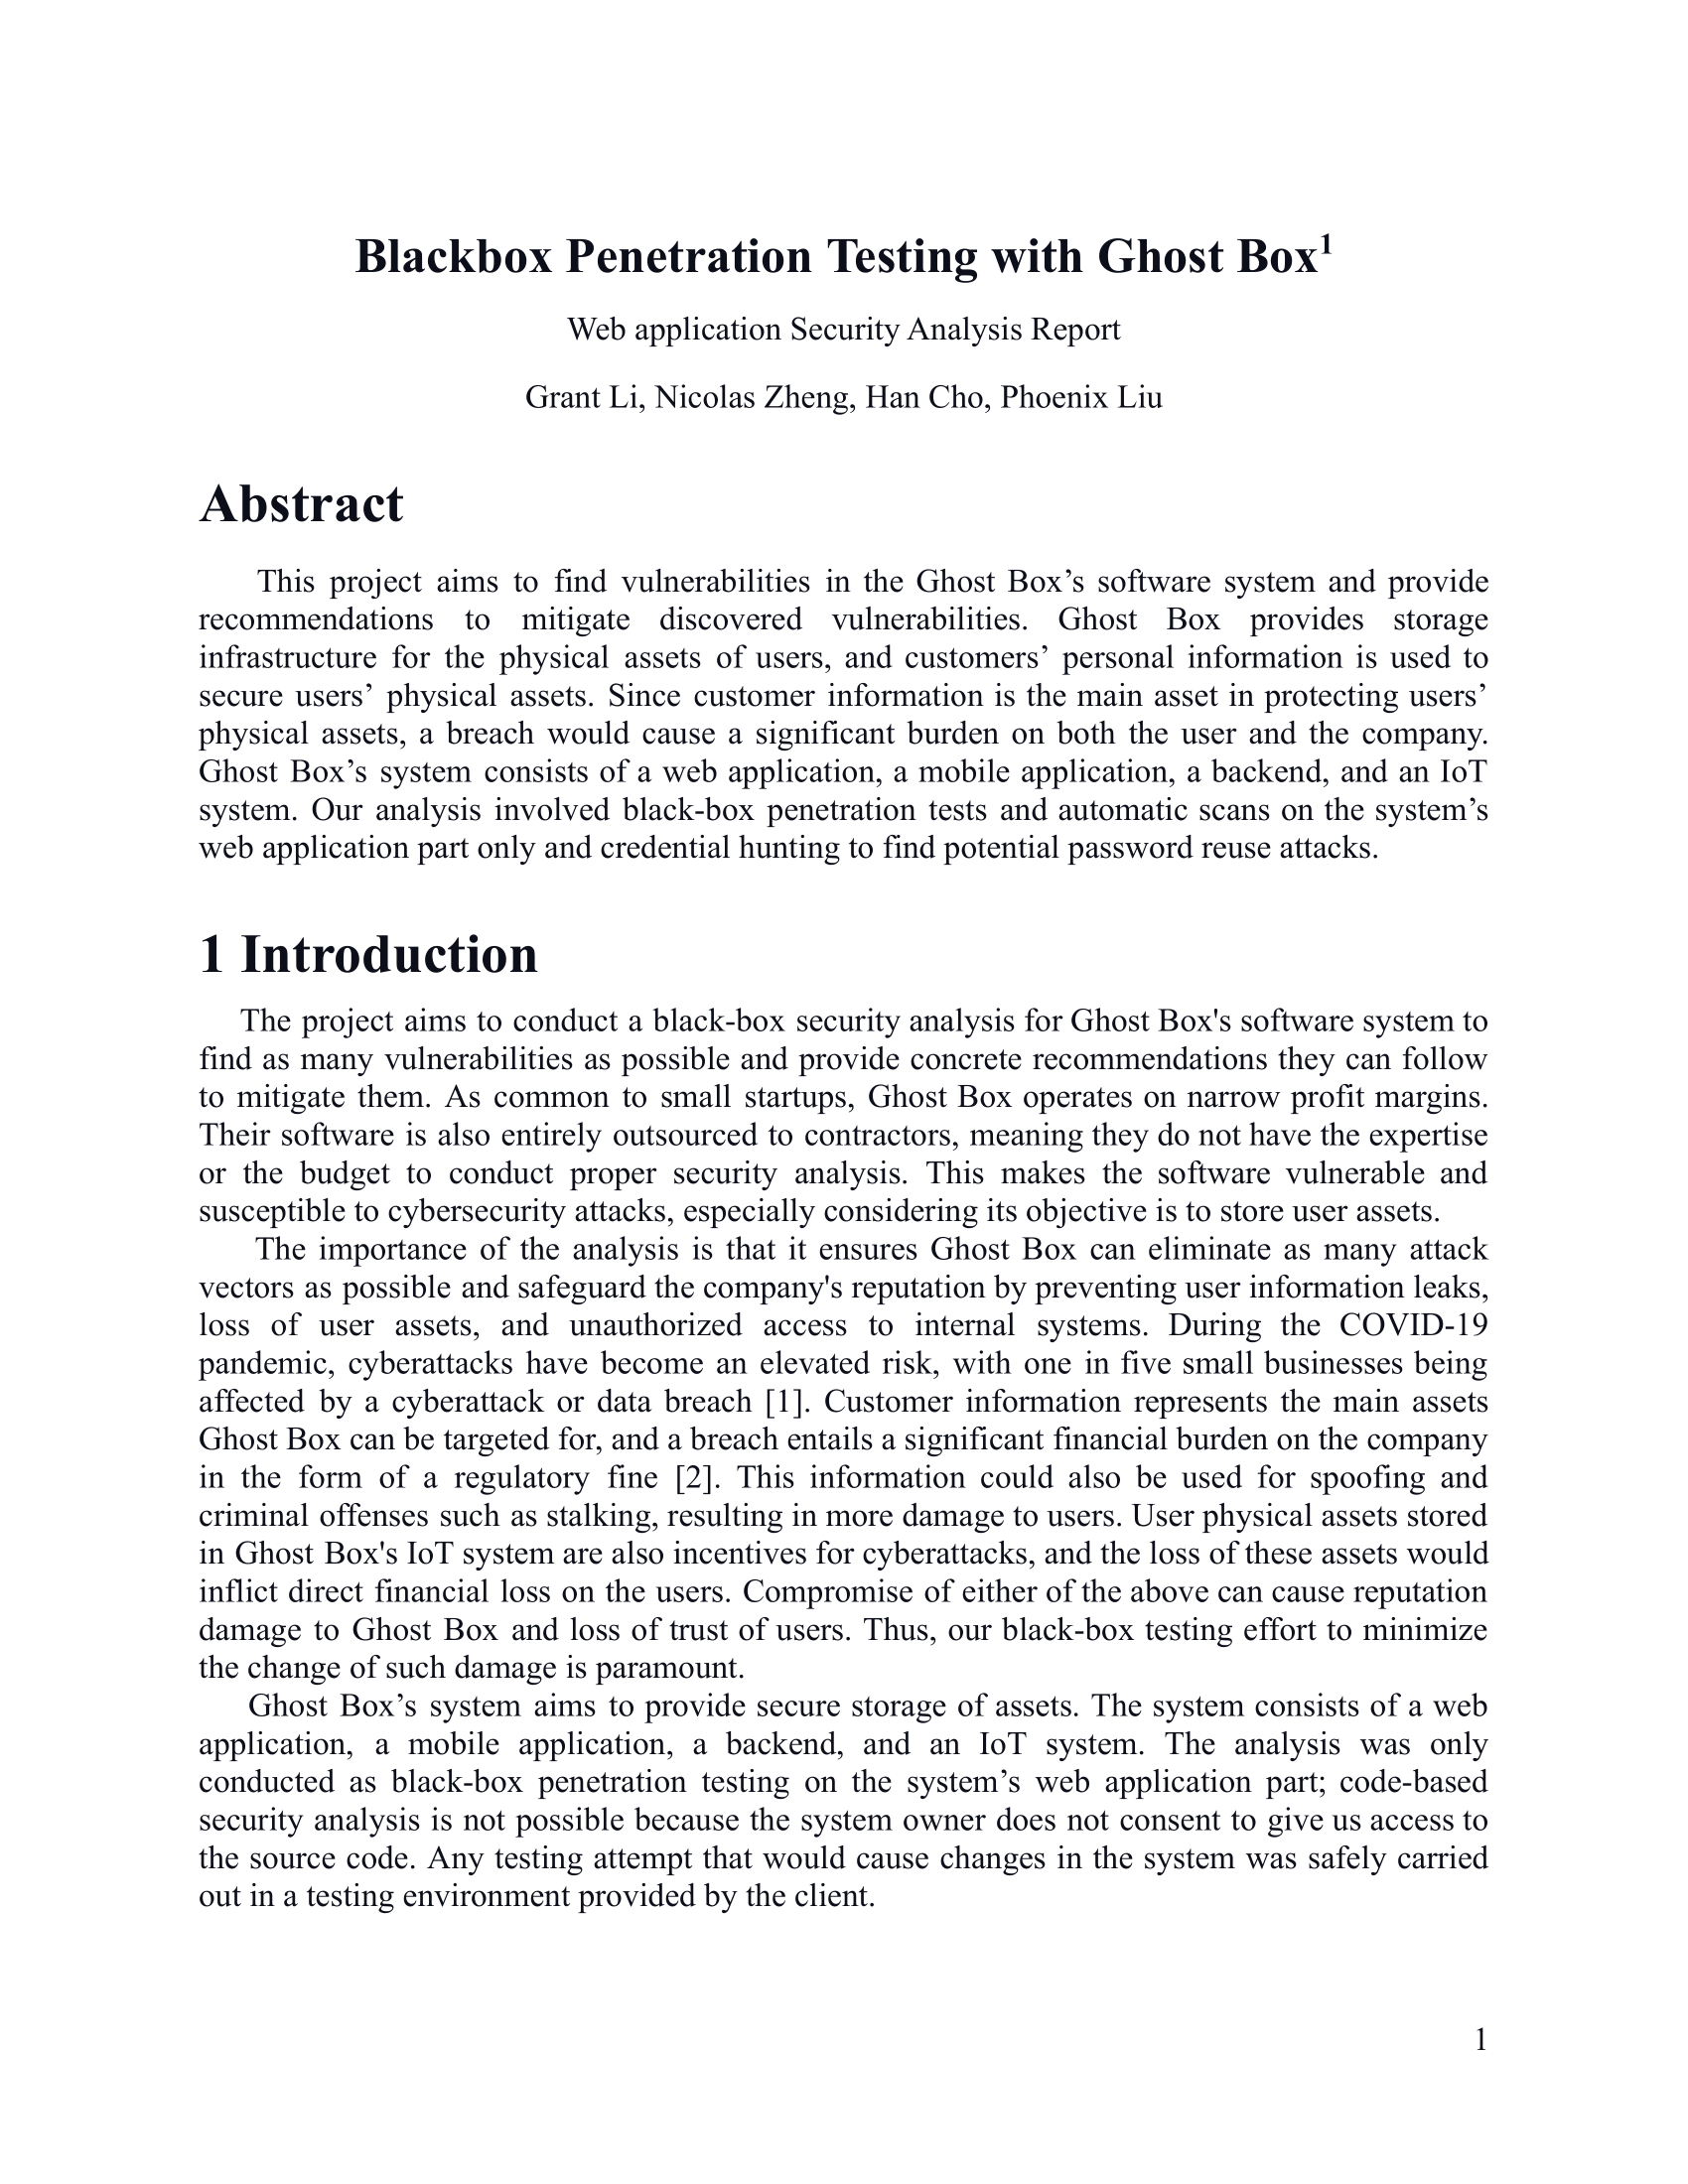 Blackbox Penetration Testing with Ghost Box¹
Web application Security Analysis Report
Grant Li, Nicolas Zheng, Han Cho, Phoenix Liu
Abstract
This project aims to find vulnerabilities in the Ghost Box’s software system and provide
recommendations to mitigate discovered vulnerabilities. Ghost Box provides storage
infrastructure for the physical assets of users, and customers’ personal information is used to
secure users’ physical assets. Since customer information is the main asset in protecting users’
physical assets, a breach would cause a significant burden on both the user and the company.
Ghost Box’s system consists of a web application, a mobile application, a backend, and an IoT
system. Our analysis involved black-box penetration tests and automatic scans on the system’s
web application part only and credential hunting to find potential password reuse attacks.
1 Introduction
The project aims to conduct a black-box security analysis for Ghost Box's software system to
find as many vulnerabilities as possible and provide concrete recommendations they can follow
to mitigate them. As common to small startups, Ghost Box operates on narrow profit margins.
Their software is also entirely outsourced to contractors, meaning they do not have the expertise
or the budget to conduct proper security analysis. This makes the software vulnerable and
susceptible to cybersecurity attacks, especially considering its objective is to store user assets.
The importance of the analysis is that it ensures Ghost Box can eliminate as many attack
vectors as possible and safeguard the company's reputation by preventing user information leaks,
loss of user assets, and unauthorized access to internal systems. During the COVID-19
pandemic, cyberattacks have become an elevated risk, with one in five small businesses being
affected by a cyberattack or data breach [1]. Customer information represents the main assets
Ghost Box can be targeted for, and a breach entails a significant financial burden on the company
in the form of a regulatory fine [2]. This information could also be used for spoofing and
criminal offenses such as stalking, resulting in more damage to users. User physical assets stored
in Ghost Box's IoT system are also incentives for cyberattacks, and the loss of these assets would
inflict direct financial loss on the users. Compromise of either of the above can cause reputation
damage to Ghost Box and loss of trust of users. Thus, our black-box testing effort to minimize
the change of such damage is paramount.
Ghost Box’s system aims to provide secure storage of assets. The system consists of a web
application, a mobile application, a backend, and an IoT system. The analysis was only
conducted as black-box penetration testing on the system’s web application part; code-based
security analysis is not possible because the system owner does not consent to give us access to
the source code. Any testing attempt that would cause changes in the system was safely carried
out in a testing environment provided by the client.
1